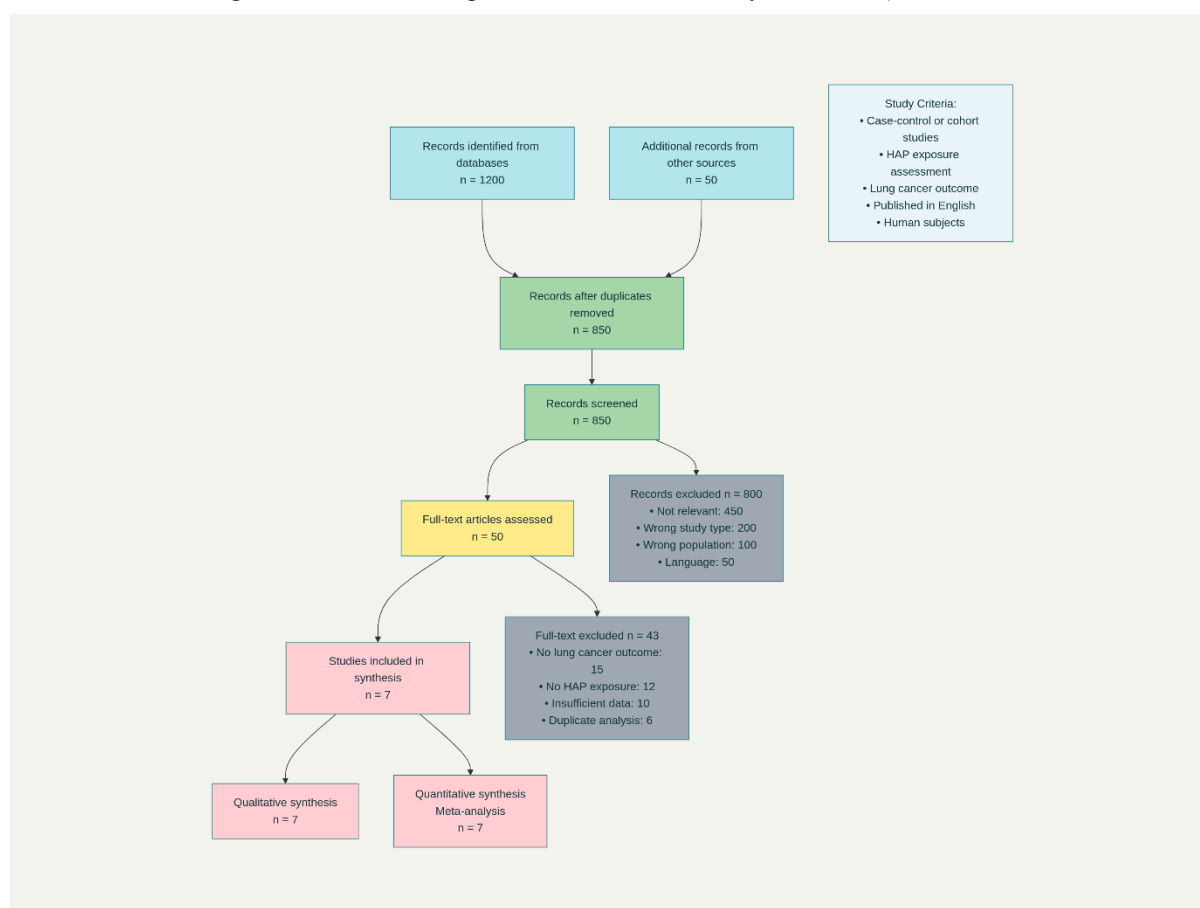 Records identified from
databases
n = 1200
Additional records from
other sources
n = 50
Study Criteria:
• Case-control or cohort
studies
• HAP exposure
assessment
• Lung cancer outcome
• Published in English
• Human subjects
Records after duplicates
removed
n = 850
Records screened
n = 850
Records excluded n = 800
• Not relevant: 450
• Wrong study type: 200
• Wrong population: 100
• Language: 50
Full-text articles assessed
n = 50
Full-text excluded n = 43
• No lung cancer outcome:
15
• No HAP exposure: 12
• Insufficient data: 10
• Duplicate analysis: 6
Studies included in
synthesis
n = 7
Qualitative synthesis
n = 7
Quantitative synthesis
Meta-analysis
n = 7